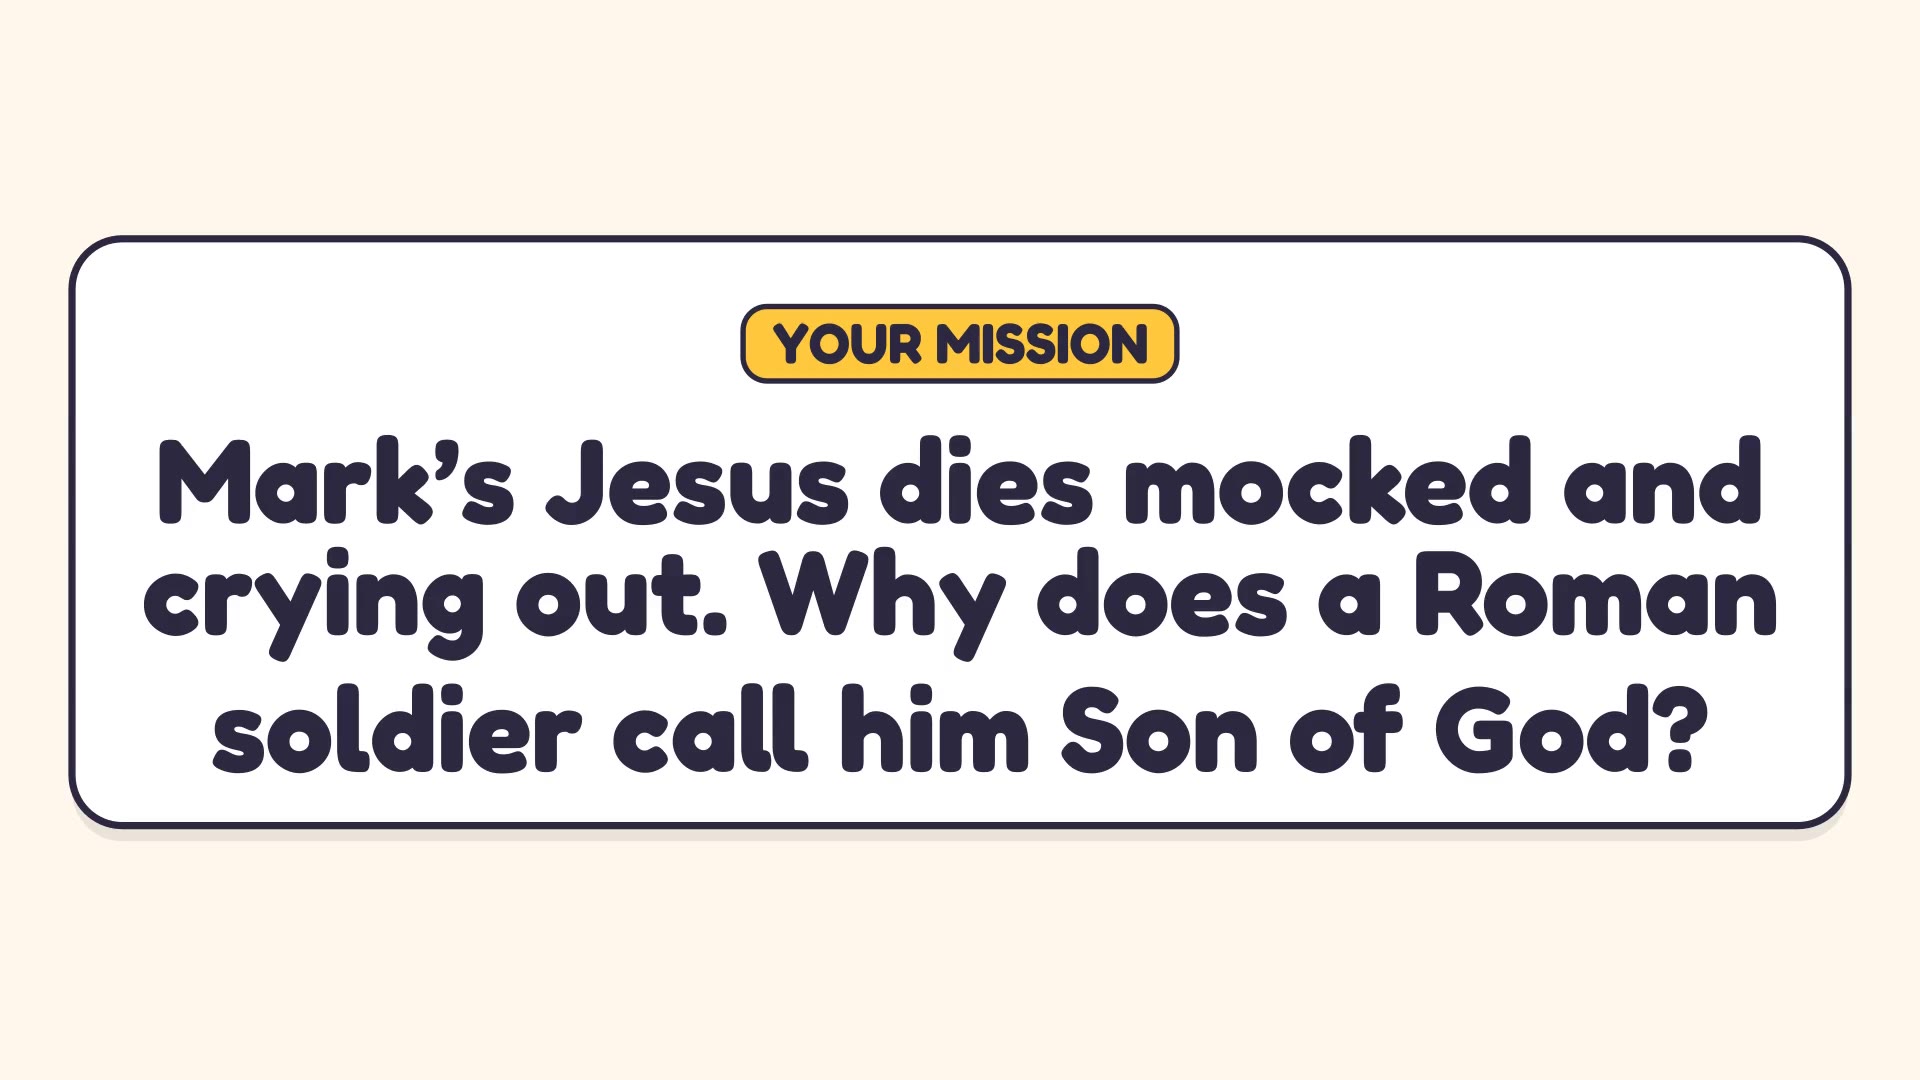 YOUR MISSION
Mark’s Jesus dies mocked and
crying out. Why does a Roman
soldier call him Son of God?